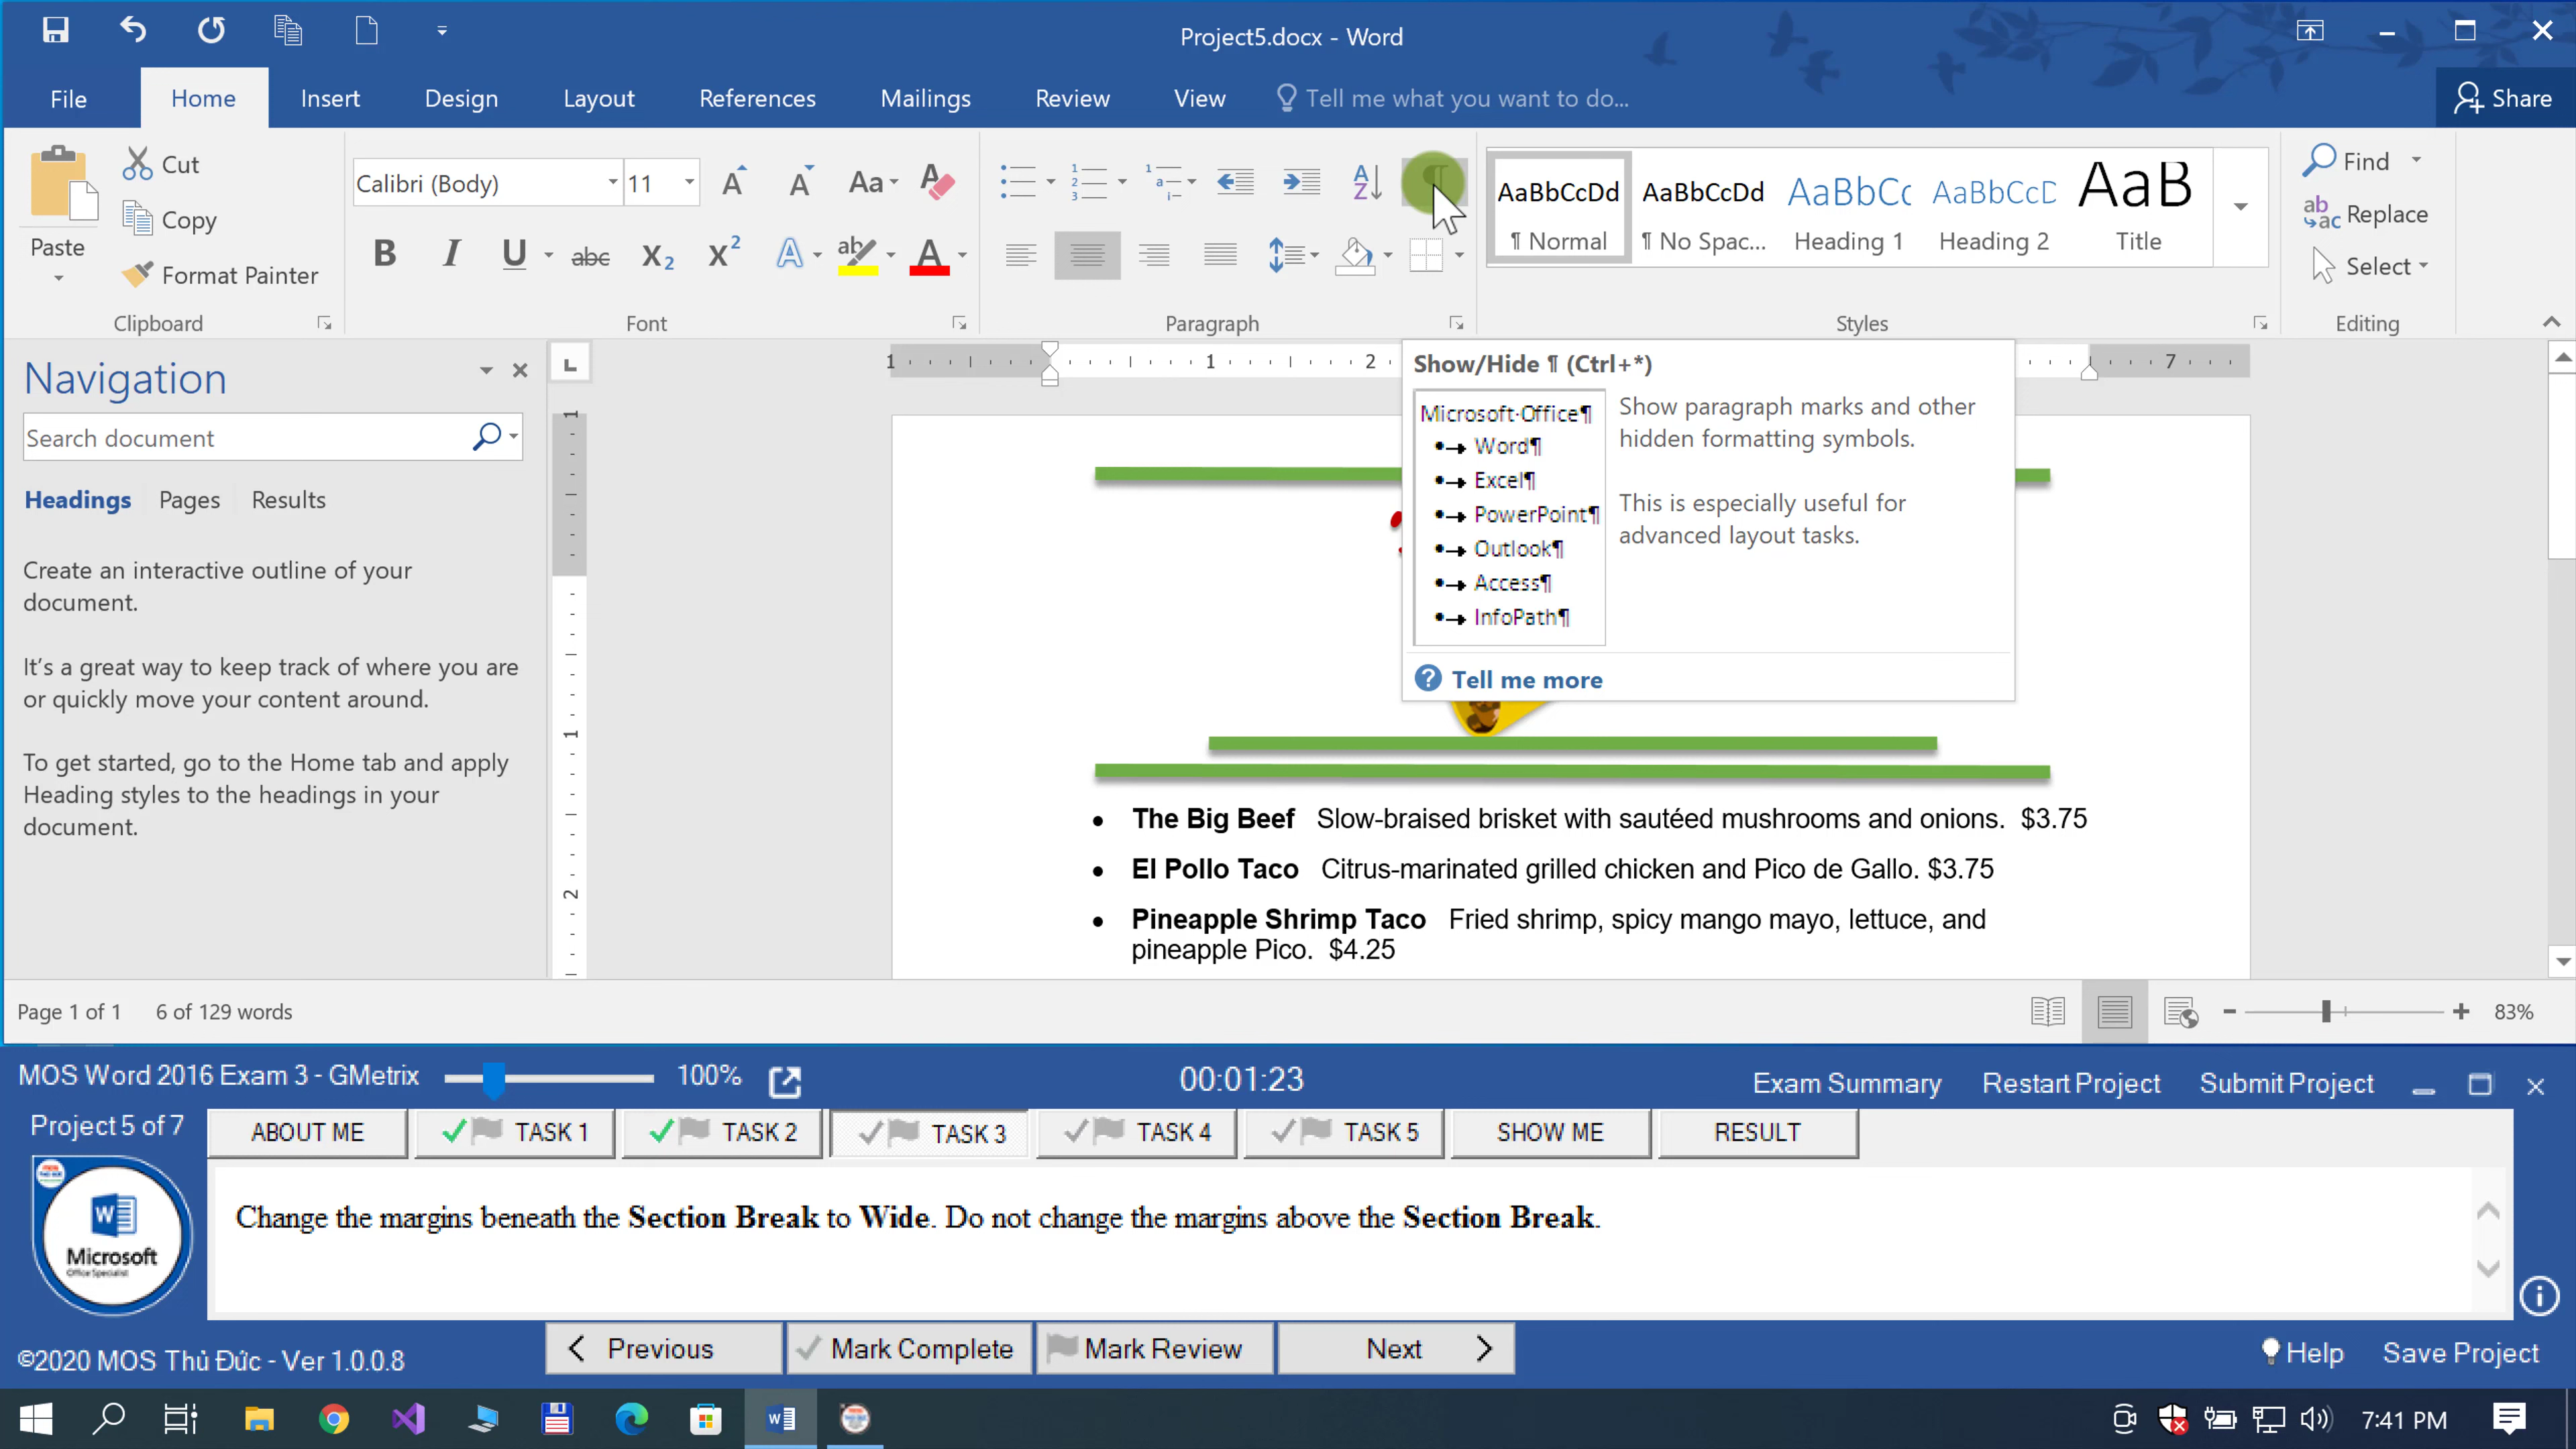 Project5.docx - Word
File Home Insert Design Layout References Mailings Review View Tell me what you want to do... Share
Paste
Cut
Copy
Format Painter
Clipboard
Calibri (Body) 11
Font
Paragraph
AaBbCcDd AaBbCcDd AaBbCc AaBbCcD AaB
¶ Normal ¶ No Spac... Heading 1 Heading 2 Title
Styles
Find
Replace
Select
Editing
Navigation
Search document
Headings Pages Results
Create an interactive outline of your
document.
It's a great way to keep track of where you are
or quickly move your content around.
To get started, go to the Home tab and apply
Heading styles to the headings in your
document.
1 1 2 7
1
1
2
Show/Hide ¶ (Ctrl+*)
Microsoft·Office¶
Word¶
Excel¶
PowerPoint¶
Outlook¶
Access¶
InfoPath¶
Show paragraph marks and other
hidden formatting symbols.
This is especially useful for
advanced layout tasks.
Tell me more
• The Big Beef Slow-braised brisket with sautéed mushrooms and onions. $3.75
• El Pollo Taco Citrus-marinated grilled chicken and Pico de Gallo. $3.75
• Pineapple Shrimp Taco Fried shrimp, spicy mango mayo, lettuce, and
pineapple Pico. $4.25
Page 1 of 1 6 of 129 words 83%
MOS Word 2016 Exam 3 - GMetrix 100% 00:01:23 Exam Summary Restart Project Submit Project
Project 5 of 7 ABOUT ME TASK 1 TASK 2 TASK 3 TASK 4 TASK 5 SHOW ME RESULT
Microsoft
Office Specialist
Change the margins beneath the Section Break to Wide. Do not change the margins above the Section Break.
©2020 MOS Thủ Đức - Ver 1.0.0.8
Previous Mark Complete Mark Review Next
Help Save Project
7:41 PM